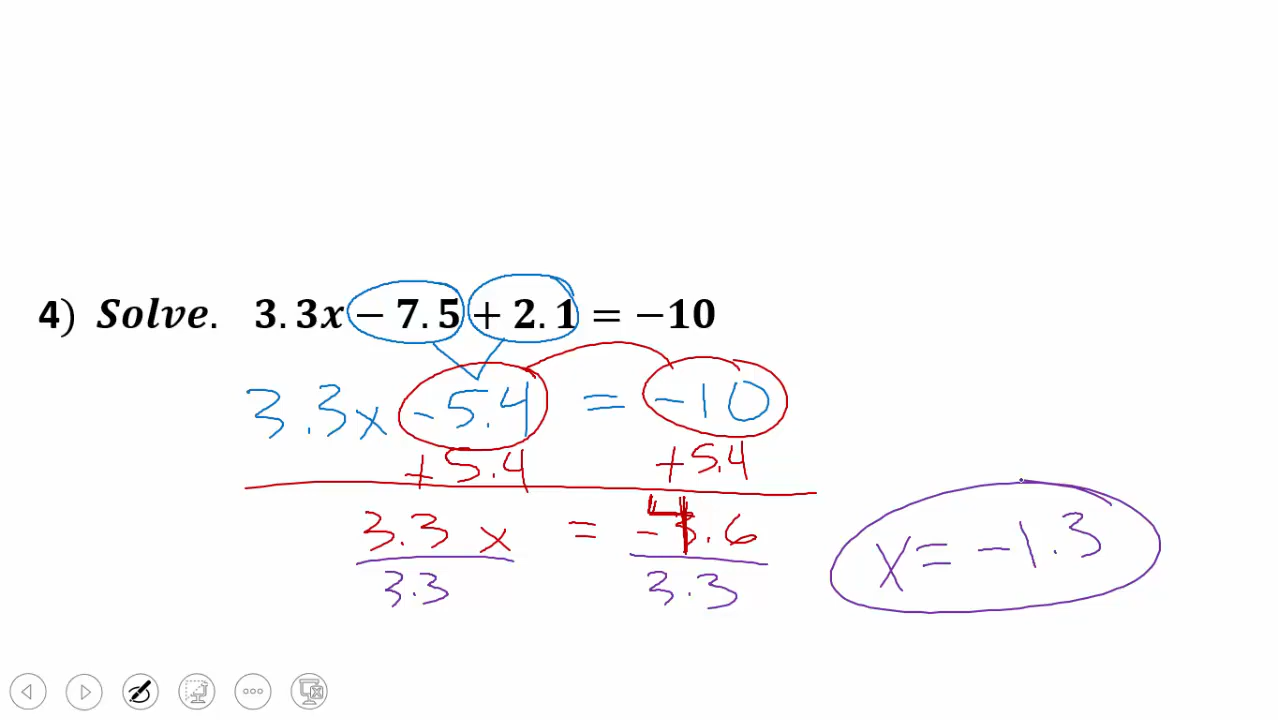 4) Solve. 3.3x − 7.5 + 2.1 = −10
3.3x -5.4 = -10
+5.4 +5.4
3.3x = -4.6
3.3 3.3
x = -1.3